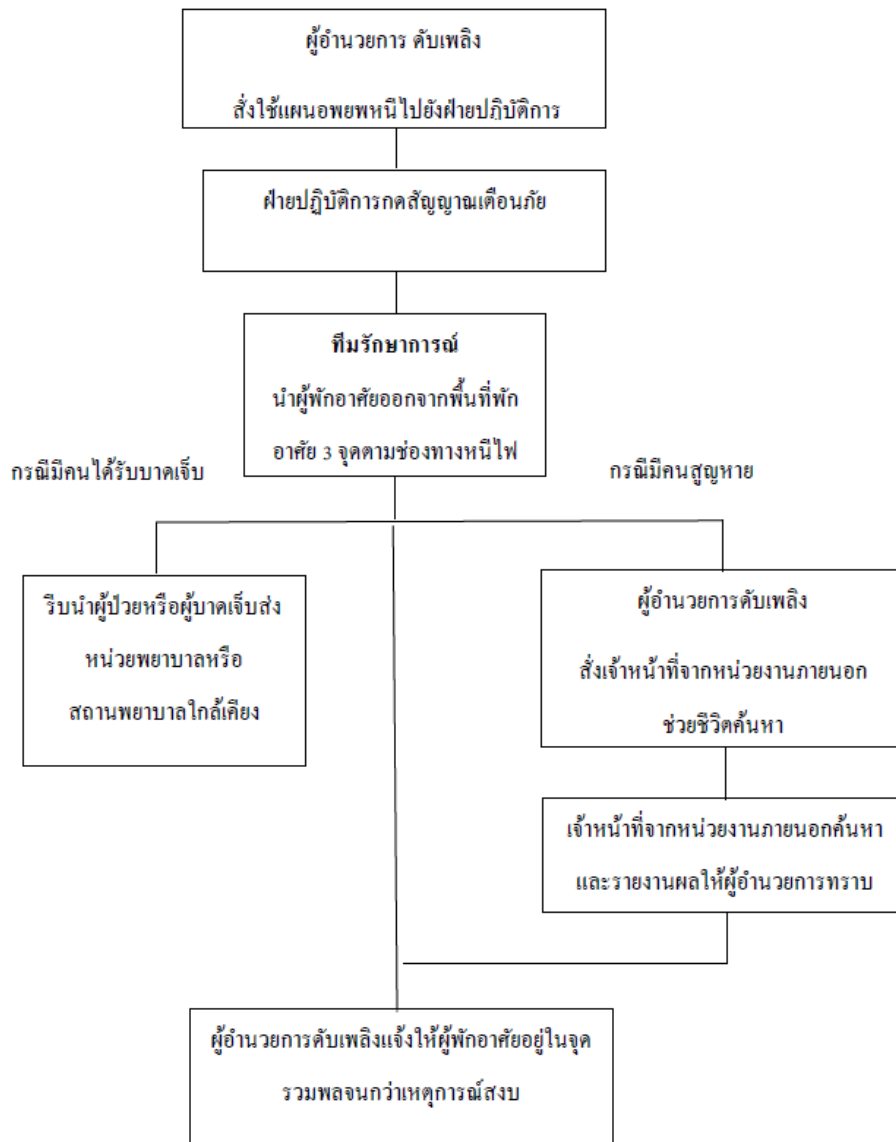 ผู้อำนวยการ ดับเพลิง
สั่งใช้แผนอพยพหนีไปยังฝ่ายปฏิบัติการ
ฝ่ายปฏิบัติการกดสัญญาณเตือนภัย
ทีมรักษาการณ์
นำผู้พักอาศัยออกจากพื้นที่พัก
อาศัย 3 จุดตามช่องทางหนีไฟ
กรณีมีคนได้รับบาดเจ็บ
กรณีมีคนสูญหาย
รีบนำผู้ป่วยหรือผู้บาดเจ็บส่ง
หน่วยพยาบาลหรือ
สถานพยาบาลใกล้เคียง
ผู้อำนวยการดับเพลิง
สั่งเจ้าหน้าที่จากหน่วยงานภายนอก
ช่วยชีวิตค้นหา
เจ้าหน้าที่จากหน่วยงานภายนอกค้นหา
และรายงานผลให้ผู้อำนวยการทราบ
ผู้อำนวยการดับเพลิงแจ้งให้ผู้พักอาศัยอยู่ในจุด
รวมพลจนกว่าเหตุการณ์สงบ